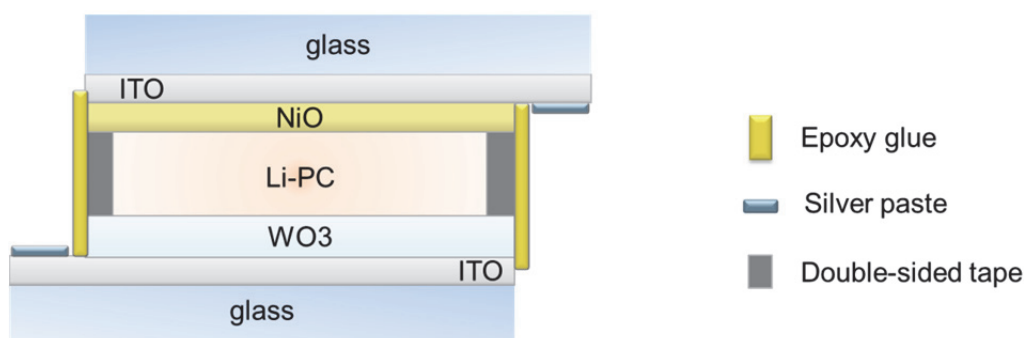 glass
ITO
NiO
Li-PC
WO3
ITO
glass
Epoxy glue
Silver paste
Double-sided tape